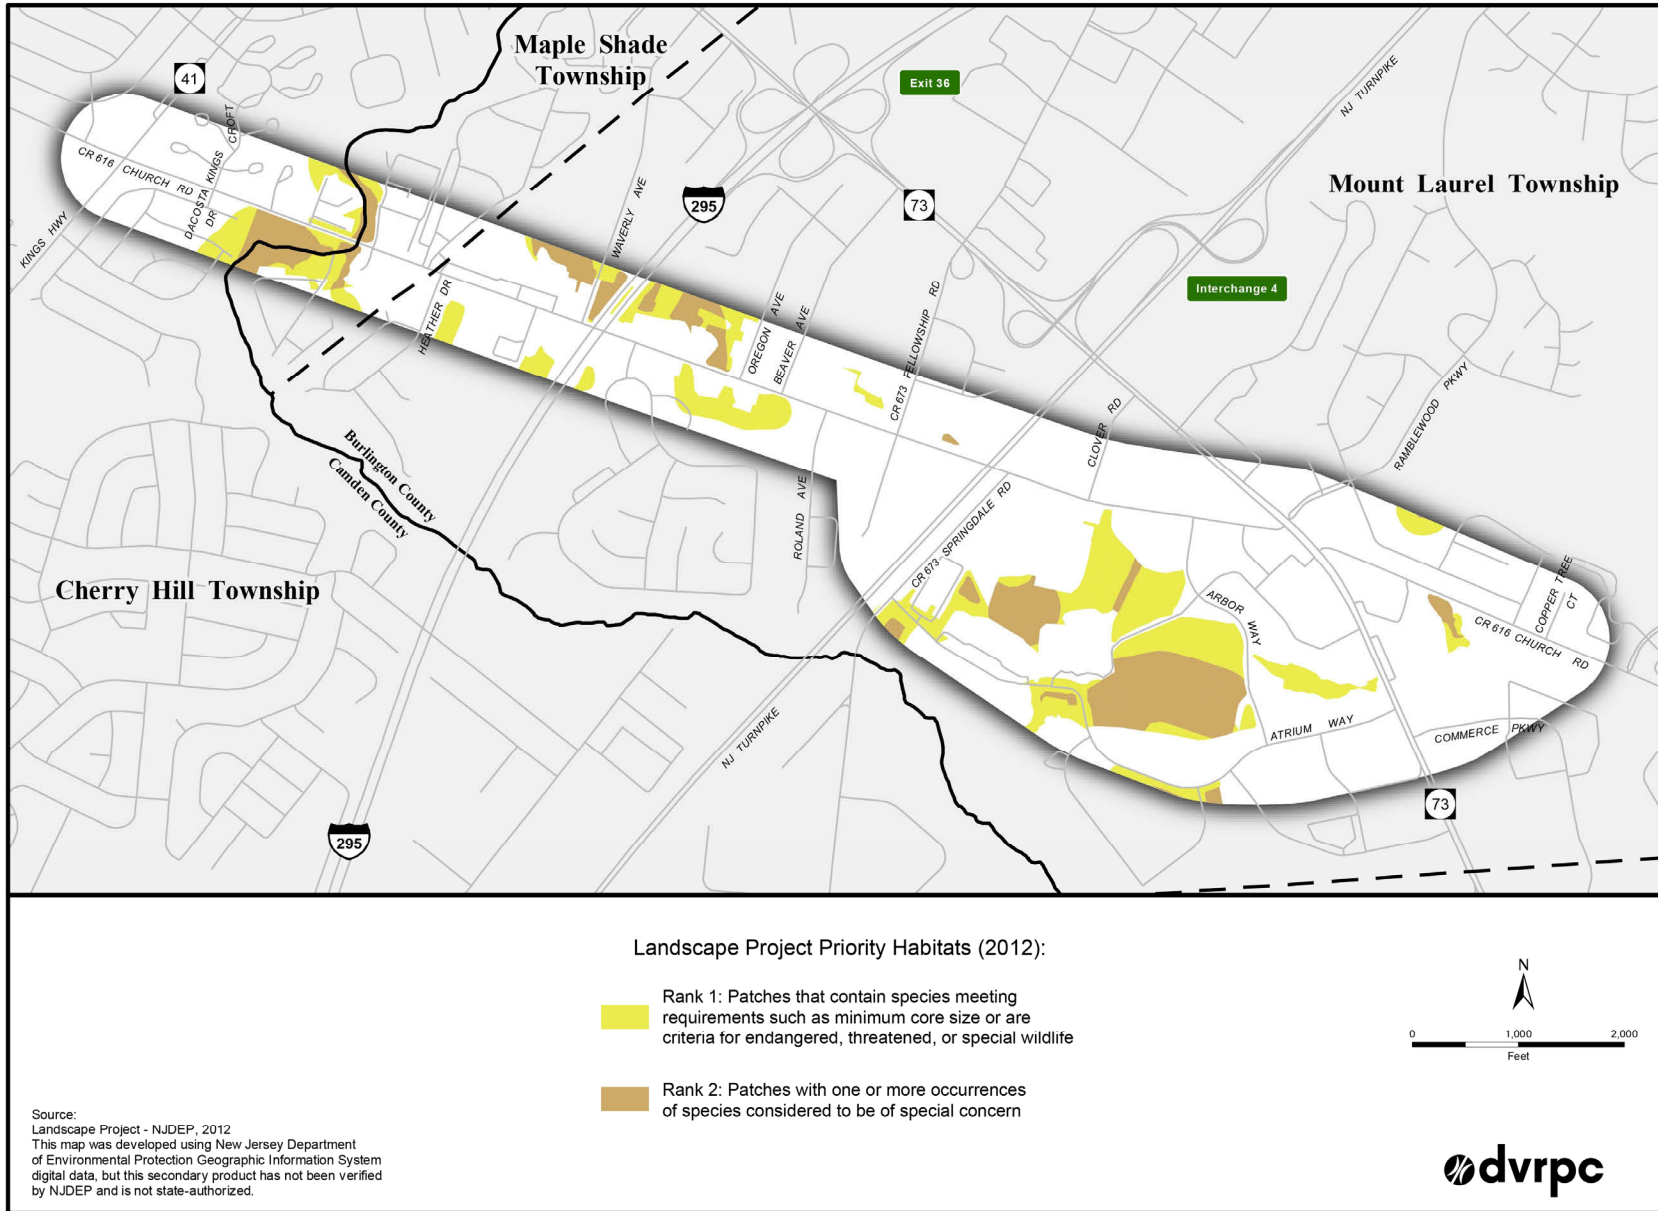 Maple Shade
Township
41
Exit 36
NJ TURNPIKE
CROFT
KINGS
DACOSTA
DR
CR 616 CHURCH RD
KINGS HWY
WAVERLY AVE
295
73
Mount Laurel Township
Interchange 4
HEATHER DR
OREGON AVE
BEAVER AVE
CR 673 FELLOWSHIP RD
CLOVER RD
RAMBLEWOOD PKWY
Burlington County
Camden County
ROLAND AVE
CR 673 SPRINGDALE RD
Cherry Hill Township
ARBOR WAY
COPPER TREE
CT
CR 616 CHURCH RD
NJ TURNPIKE
ATRIUM WAY
COMMERCE PKWY
295
73
Landscape Project Priority Habitats (2012):
Rank 1: Patches that contain species meeting
requirements such as minimum core size or are
criteria for endangered, threatened, or special wildlife
Rank 2: Patches with one or more occurrences
of species considered to be of special concern
N
0 1,000 2,000
Feet
Source:
Landscape Project - NJDEP, 2012
This map was developed using New Jersey Department
of Environmental Protection Geographic Information System
digital data, but this secondary product has not been verified
by NJDEP and is not state-authorized.
dvrpc